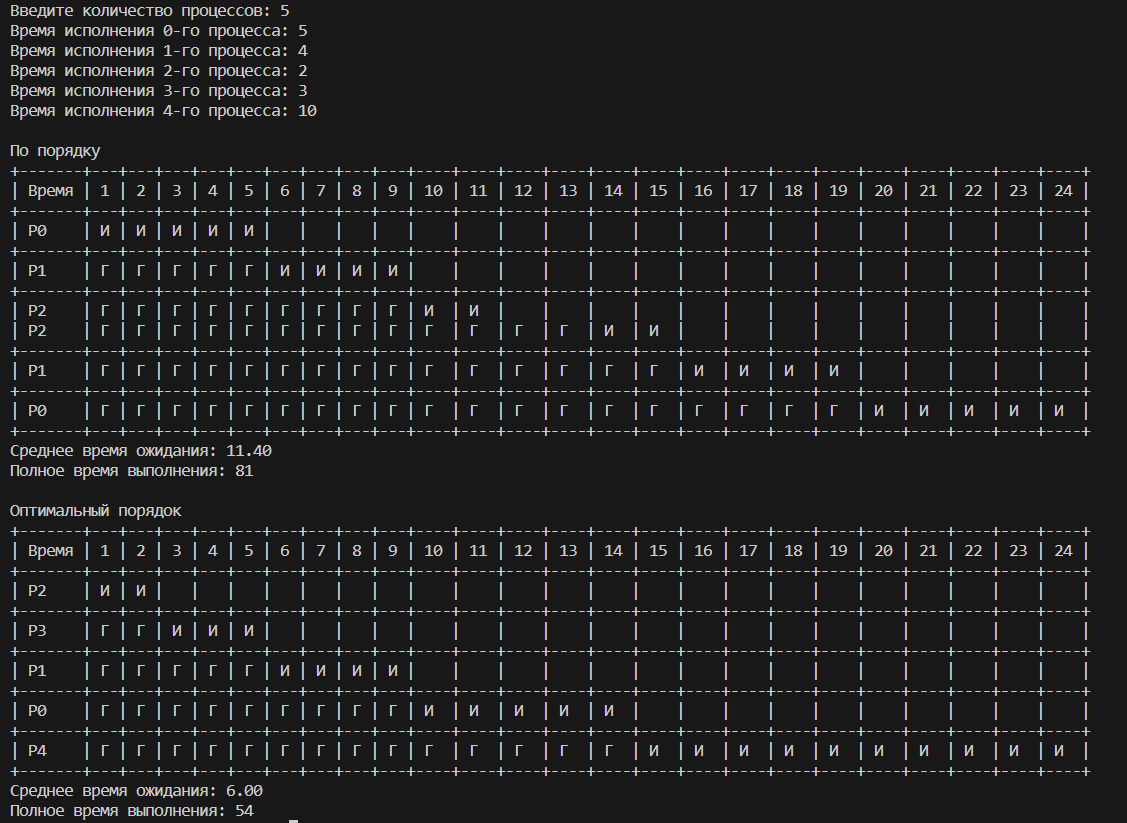 Введите количество процессов: 5
Время исполнения 0-го процесса: 5
Время исполнения 1-го процесса: 4
Время исполнения 2-го процесса: 2
Время исполнения 3-го процесса: 3
Время исполнения 4-го процесса: 10
По порядку
+-------+---+---+---+---+---+---+---+---+---+----+----+----+----+----+----+----+----+----+----+----+----+----+----+----+
| Время | 1 | 2 | 3 | 4 | 5 | 6 | 7 | 8 | 9 | 10 | 11 | 12 | 13 | 14 | 15 | 16 | 17 | 18 | 19 | 20 | 21 | 22 | 23 | 24 |
+-------+---+---+---+---+---+---+---+---+---+----+----+----+----+----+----+----+----+----+----+----+----+----+----+----+
| P0    | И | И | И | И | И |   |   |   |   |    |    |    |    |    |    |    |    |    |    |    |    |    |    |    |
+-------+---+---+---+---+---+---+---+---+---+----+----+----+----+----+----+----+----+----+----+----+----+----+----+----+
| P1    | Г | Г | Г | Г | Г | И | И | И | И |    |    |    |    |    |    |    |    |    |    |    |    |    |    |    |
+-------+---+---+---+---+---+---+---+---+---+----+----+----+----+----+----+----+----+----+----+----+----+----+----+----+
| P2    | Г | Г | Г | Г | Г | Г | Г | Г | Г | И  | И  |    |    |    |    |    |    |    |    |    |    |    |    |    |
| P2    | Г | Г | Г | Г | Г | Г | Г | Г | Г | Г  | Г  | Г  | Г  | И  | И  |    |    |    |    |    |    |    |    |    |
+-------+---+---+---+---+---+---+---+---+---+----+----+----+----+----+----+----+----+----+----+----+----+----+----+----+
| P1    | Г | Г | Г | Г | Г | Г | Г | Г | Г | Г  | Г  | Г  | Г  | Г  | Г  | И  | И  | И  | И  |    |    |    |    |    |
+-------+---+---+---+---+---+---+---+---+---+----+----+----+----+----+----+----+----+----+----+----+----+----+----+----+
| P0    | Г | Г | Г | Г | Г | Г | Г | Г | Г | Г  | Г  | Г  | Г  | Г  | Г  | Г  | Г  | Г  | Г  | И  | И  | И  | И  | И  |
+-------+---+---+---+---+---+---+---+---+---+----+----+----+----+----+----+----+----+----+----+----+----+----+----+----+
Среднее время ожидания: 11.40
Полное время выполнения: 81
Оптимальный порядок
+-------+---+---+---+---+---+---+---+---+---+----+----+----+----+----+----+----+----+----+----+----+----+----+----+----+
| Время | 1 | 2 | 3 | 4 | 5 | 6 | 7 | 8 | 9 | 10 | 11 | 12 | 13 | 14 | 15 | 16 | 17 | 18 | 19 | 20 | 21 | 22 | 23 | 24 |
+-------+---+---+---+---+---+---+---+---+---+----+----+----+----+----+----+----+----+----+----+----+----+----+----+----+
| P2    | И | И |   |   |   |   |   |   |   |    |    |    |    |    |    |    |    |    |    |    |    |    |    |    |
+-------+---+---+---+---+---+---+---+---+---+----+----+----+----+----+----+----+----+----+----+----+----+----+----+----+
| P3    | Г | Г | И | И | И |   |   |   |   |    |    |    |    |    |    |    |    |    |    |    |    |    |    |    |
+-------+---+---+---+---+---+---+---+---+---+----+----+----+----+----+----+----+----+----+----+----+----+----+----+----+
| P1    | Г | Г | Г | Г | Г | И | И | И | И |    |    |    |    |    |    |    |    |    |    |    |    |    |    |    |
+-------+---+---+---+---+---+---+---+---+---+----+----+----+----+----+----+----+----+----+----+----+----+----+----+----+
| P0    | Г | Г | Г | Г | Г | Г | Г | Г | Г | И  | И  | И  | И  | И  |    |    |    |    |    |    |    |    |    |    |
+-------+---+---+---+---+---+---+---+---+---+----+----+----+----+----+----+----+----+----+----+----+----+----+----+----+
| P4    | Г | Г | Г | Г | Г | Г | Г | Г | Г | Г  | Г  | Г  | Г  | Г  | И  | И  | И  | И  | И  | И  | И  | И  | И  | И  |
+-------+---+---+---+---+---+---+---+---+---+----+----+----+----+----+----+----+----+----+----+----+----+----+----+----+
Среднее время ожидания: 6.00
Полное время выполнения: 54